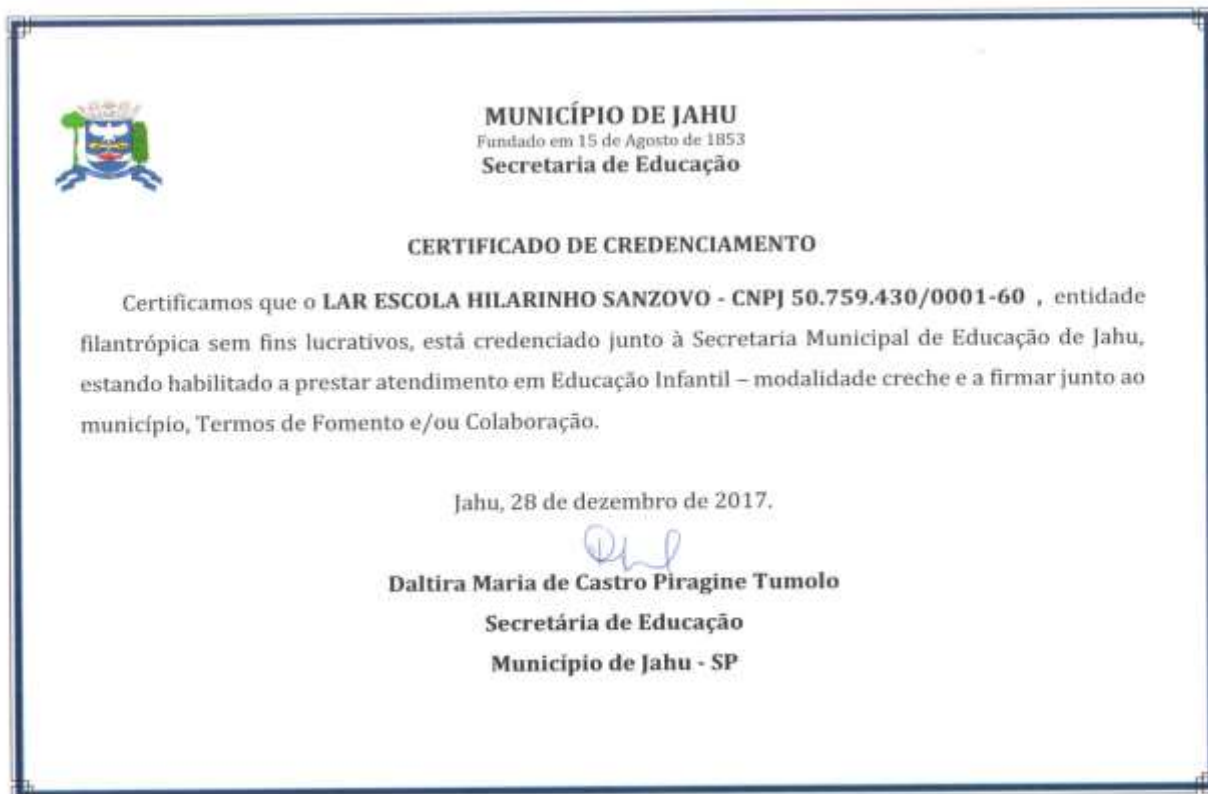 MUNICÍPIO DE JAHU
Fundado em 15 de Agosto de 1853
Secretaria de Educação
CERTIFICADO DE CREDENCIAMENTO
Certificamos que o LAR ESCOLA HILARINHO SANZOVO - CNPJ 50.759.430/0001-60 , entidade
filantrópica sem fins lucrativos, está credenciado junto à Secretaria Municipal de Educação de Jahu,
estando habilitado a prestar atendimento em Educação Infantil – modalidade creche e a firmar junto ao
município, Termos de Fomento e/ou Colaboração.
Jahu, 28 de dezembro de 2017.
Daltira Maria de Castro Piragine Tumolo
Secretária de Educação
Município de Jahu - SP